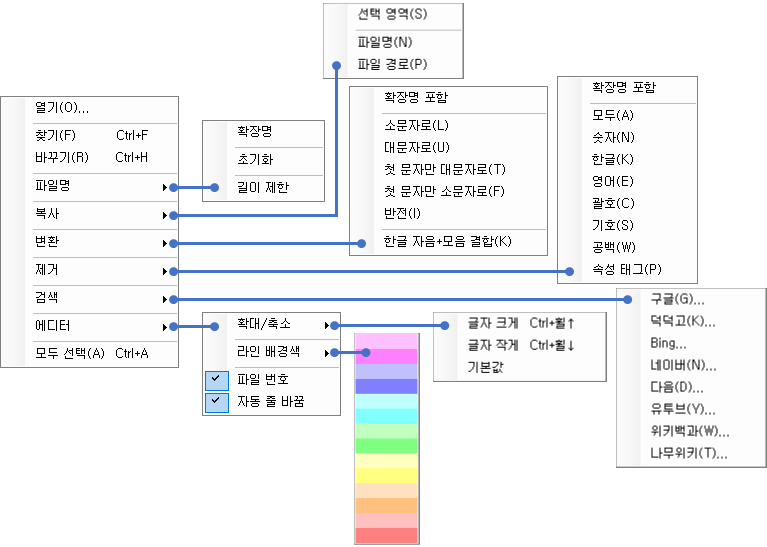 선택 영역(S)
파일명(N)
파일 경로(P)
열기(O)...
찾기(F) Ctrl+F
바꾸기(R) Ctrl+H
파일명
복사
변환
제거
검색
에디터
모두 선택(A) Ctrl+A
확장명
초기화
길이 제한
확장명 포함
소문자로(L)
대문자로(U)
첫 문자만 대문자로(T)
첫 문자만 소문자로(F)
반전(I)
한글 자음+모음 결합(K)
확장명 포함
모두(A)
숫자(N)
한글(K)
영어(E)
괄호(C)
기호(S)
공백(W)
속성 태그(P)
확대/축소
라인 배경색
파일 번호
자동 줄 바꿈
글자 크게 Ctrl+휠↑
글자 작게 Ctrl+휠↓
기본값
구글(G)...
덕덕고(K)...
Bing...
네이버(N)...
다음(D)...
유투브(Y)...
위키백과(W)...
나무위키(T)...